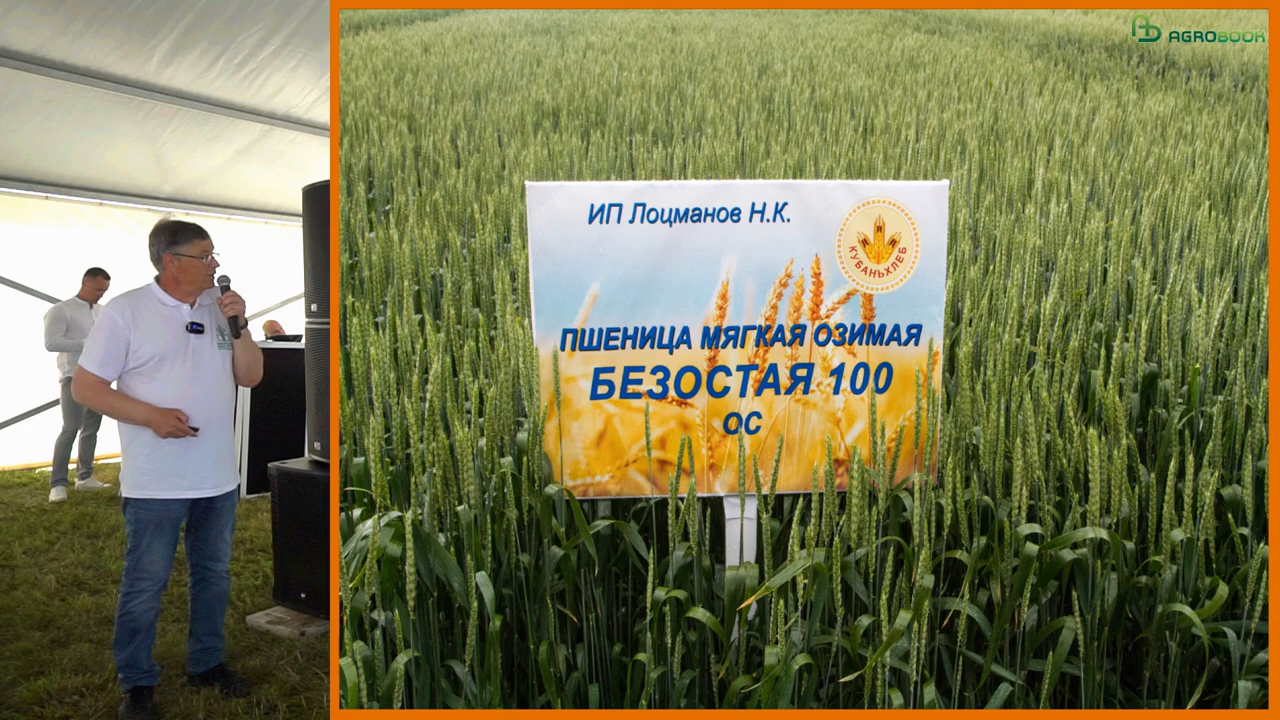 AGROBOOK
ИП Лоцманов Н.К.
КУБАНЬХЛЕБ
ПШЕНИЦА МЯГКАЯ ОЗИМАЯ
БЕЗОСТАЯ 100
ОС